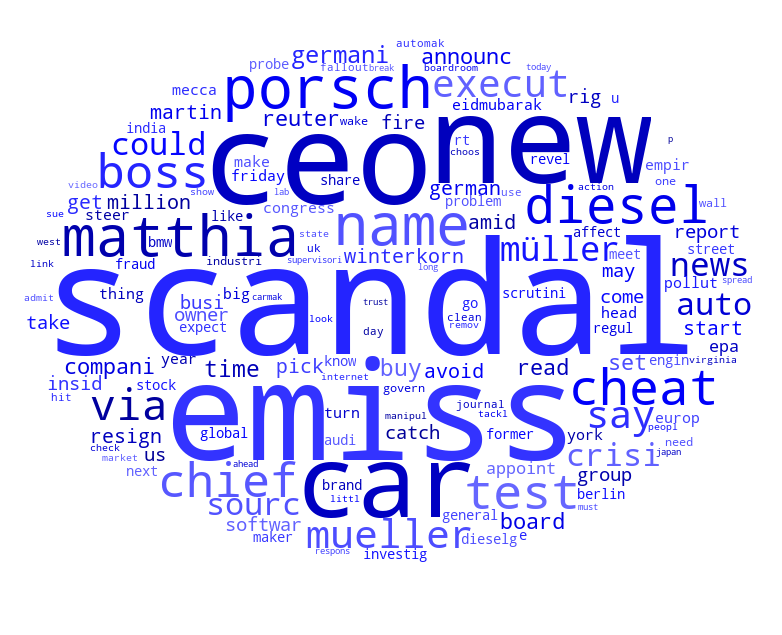 automak
germani
announc
probe
fallout
break
boardroom
today
porsch
execut
mecca
martin
reuter
wake
fire
eidmubarak
rig
u
ceo
new
india
could
boss
make
friday
share
rt
choos
revel
p
empir
video
get
million
show
lab
congress
german
problem
use
action
one
wall
sue
steer
like
name
amid
diesel
affect
report
matthia
state
west
bmw
uk
winterkorn
müller
meet
street
link
fraud
industri
supervisori
long
may
news
pollut
spread
admit
scandal
thing
busi
big
carmak
trust
go
scrutini
come
auto
owner
look
clean
head
take
expect
day
remov
regul
start
epa
compani
year
time
pick
know
buy
avoid
read
set
engin
virginia
insid
stock
internet
govern
cheat
hit
via
emiss
turn
manipul
journal
tackl
say
europ
peopl
resign
global
audi
catch
former
york
need
check
us
market
next
ahead
chief
car
appoint
crisi
japan
brand
littl
test
group
berlin
sourc
softwar
general
board
must
maker
mueller
dieselg
e
respons
investig